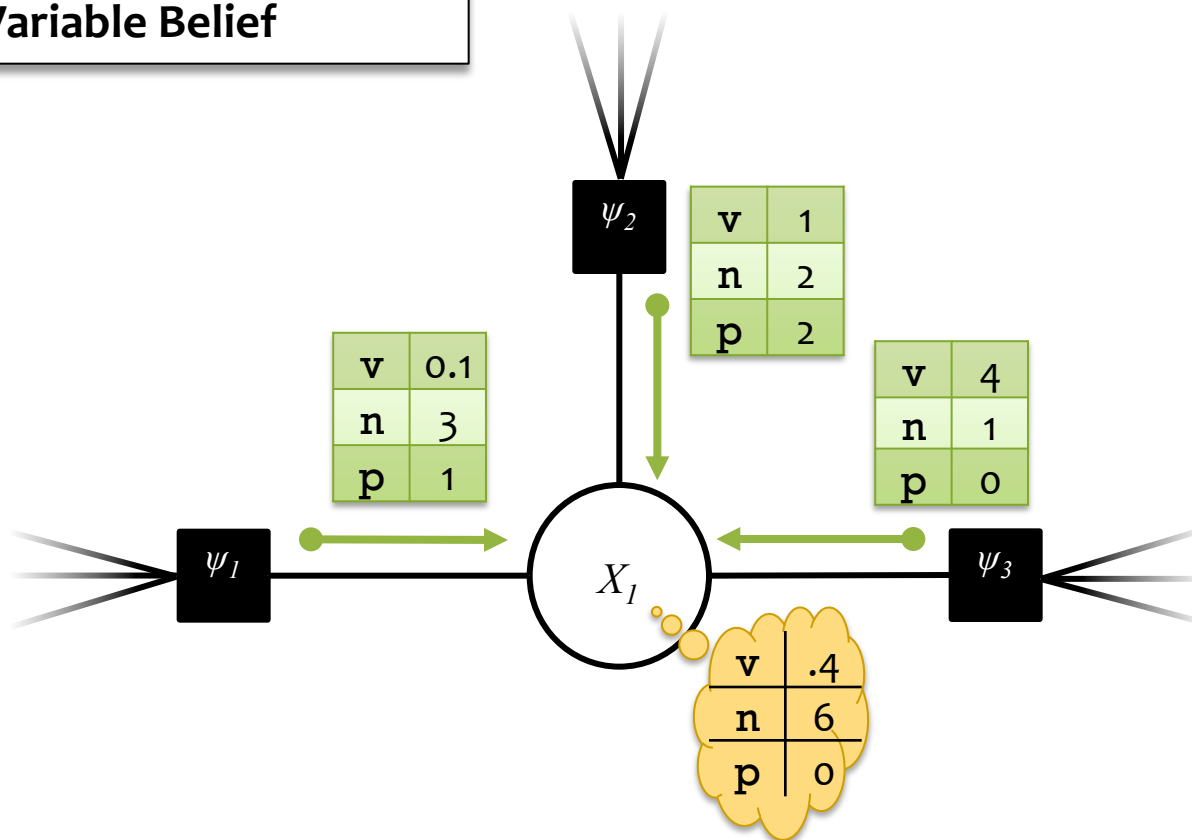 Variable Belief
ψ2
v 1
n 2
p 2
v 0.1
n 3
p 1
v 4
n 1
p 0
ψ1
X1
ψ3
v .4
n 6
p 0